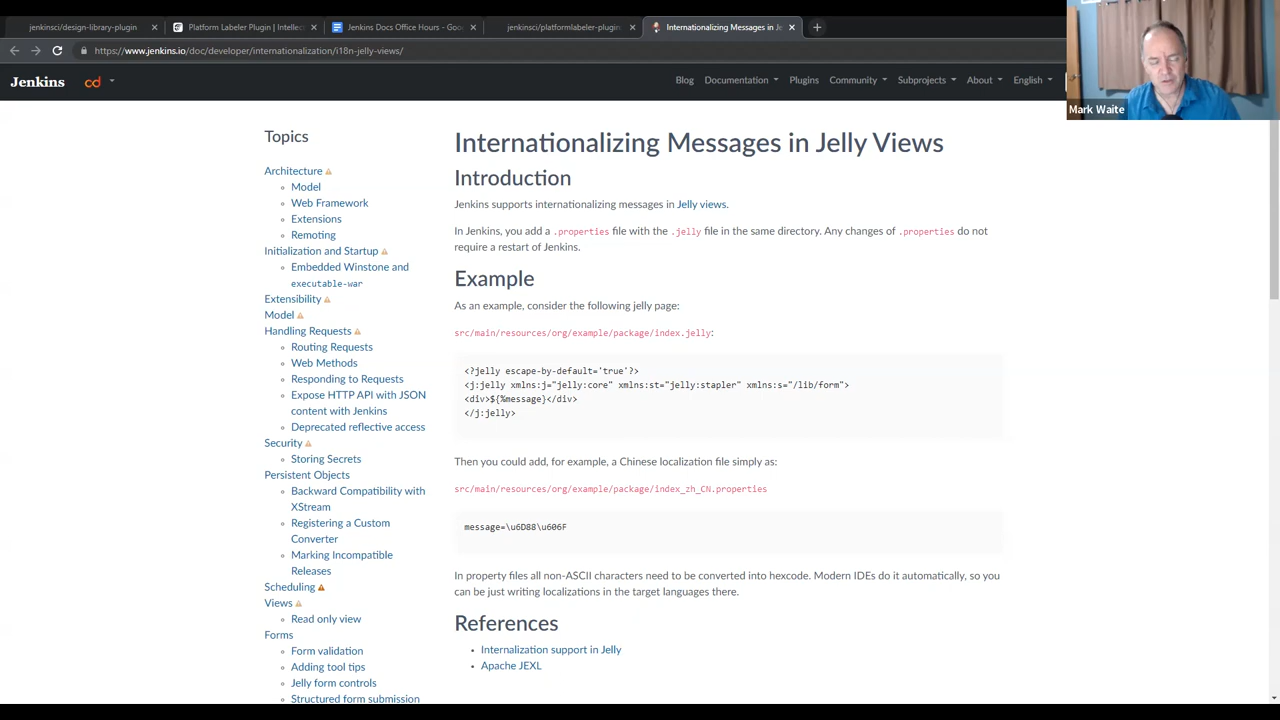 jenkinsci/design-library-plugin
Platform Labeler Plugin | Intellec
Jenkins Docs Office Hours - Goo
jenkinsci/platformlabeler-plugin
Internationalizing Messages in Je
https://www.jenkins.io/doc/developer/internationalization/i18n-jelly-views/
Jenkins
cd
Blog
Documentation
Plugins
Community
Subprojects
About
English
Mark Waite
Topics
Architecture
Model
Web Framework
Extensions
Remoting
Initialization and Startup
Embedded Winstone and
executable-war
Extensibility
Model
Handling Requests
Routing Requests
Web Methods
Responding to Requests
Expose HTTP API with JSON
content with Jenkins
Deprecated reflective access
Security
Storing Secrets
Persistent Objects
Backward Compatibility with
XStream
Registering a Custom
Converter
Marking Incompatible
Releases
Scheduling
Views
Read only view
Forms
Form validation
Adding tool tips
Jelly form controls
Structured form submission
Internationalizing Messages in Jelly Views
Introduction
Jenkins supports internationalizing messages in Jelly views.
In Jenkins, you add a .properties file with the .jelly file in the same directory. Any changes of .properties do not
require a restart of Jenkins.
Example
As an example, consider the following jelly page:
src/main/resources/org/example/package/index.jelly:
<?jelly escape-by-default='true'?>
<j:jelly xmlns:j="jelly:core" xmlns:st="jelly:stapler" xmlns:s="/lib/form">
<div>${%message}</div>
</j:jelly>
Then you could add, for example, a Chinese localization file simply as:
src/main/resources/org/example/package/index_zh_CN.properties
message=\u6D88\u606F
In property files all non-ASCII characters need to be converted into hexcode. Modern IDEs do it automatically, so you
can be just writing localizations in the target languages there.
References
Internalization support in Jelly
Apache JEXL